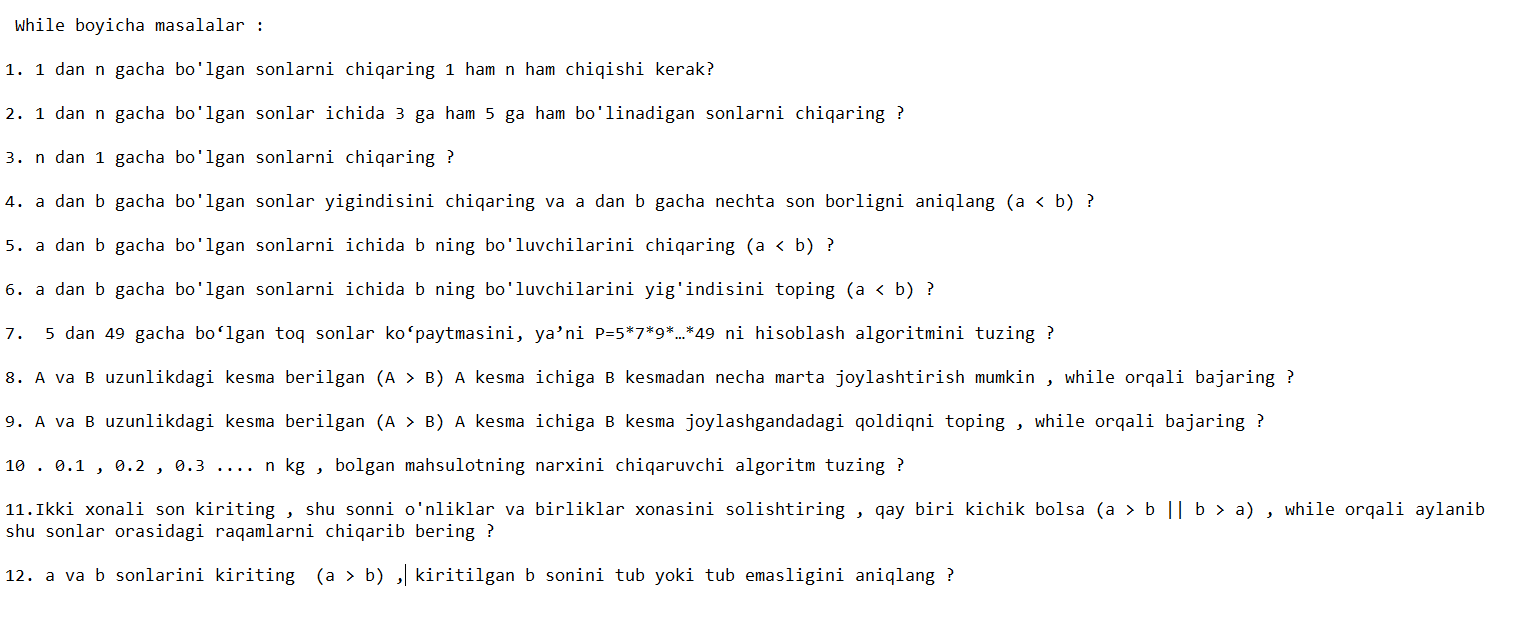 While boyicha masalalar :
1. 1 dan n gacha bo'lgan sonlarni chiqaring 1 ham n ham chiqishi kerak?
2. 1 dan n gacha bo'lgan sonlar ichida 3 ga ham 5 ga ham bo'linadigan sonlarni chiqaring ?
3. n dan 1 gacha bo'lgan sonlarni chiqaring ?
4. a dan b gacha bo'lgan sonlar yigindisini chiqaring va a dan b gacha nechta son borligni aniqlang (a < b) ?
5. a dan b gacha bo'lgan sonlarni ichida b ning bo'luvchilarini chiqaring (a < b) ?
6. a dan b gacha bo'lgan sonlarni ichida b ning bo'luvchilarini yig'indisini toping (a < b) ?
7.  5 dan 49 gacha bo‘lgan toq sonlar ko‘paytmasini, ya’ni P=5*7*9*…*49 ni hisoblash algoritmini tuzing ?
8. A va B uzunlikdagi kesma berilgan (A > B) A kesma ichiga B kesmadan necha marta joylashtirish mumkin , while orqali bajaring ?
9. A va B uzunlikdagi kesma berilgan (A > B) A kesma ichiga B kesma joylashgandadagi qoldiqni toping , while orqali bajaring ?
10 . 0.1 , 0.2 , 0.3 .... n kg , bolgan mahsulotning narxini chiqaruvchi algoritm tuzing ?
11.Ikki xonali son kiriting , shu sonni o'nliklar va birliklar xonasini solishtiring , qay biri kichik bolsa (a > b || b > a) , while orqali aylanib
shu sonlar orasidagi raqamlarni chiqarib bering ?
12. a va b sonlarini kiriting  (a > b) , kiritilgan b sonini tub yoki tub emasligini aniqlang ?